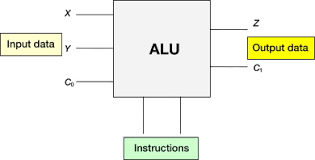 X
Z
Input data
Y
ALU
Output data
C₀
C₁
Instructions